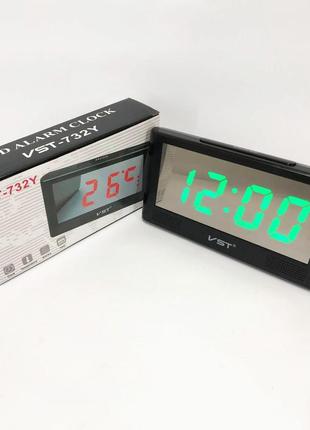 D ALARM CLOCK
VST-732Y
T-732Y
26°C
VST
12:00
VST®